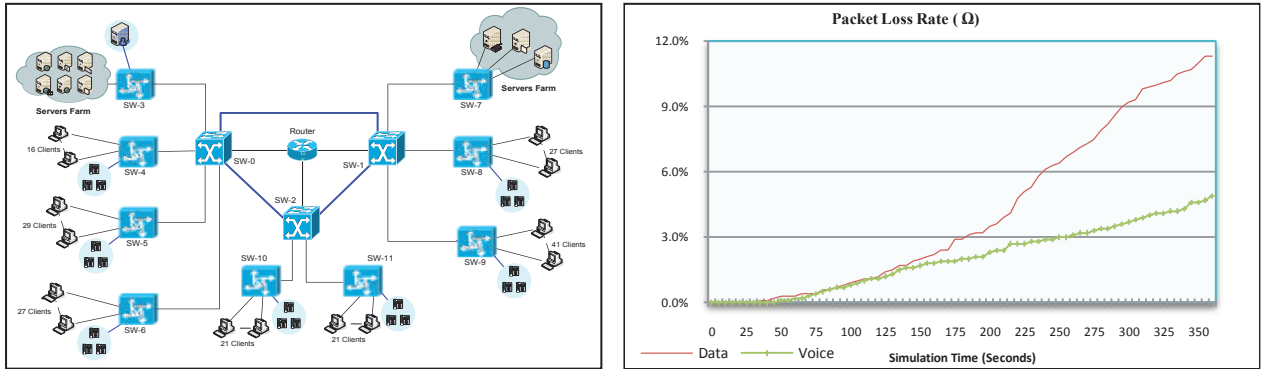 Servers Farm
SW-3
16 Clients
SW-4
29 Clients
SW-5
27 Clients
SW-6
SW-0
Router
SW-1
SW-2
SW-10
21 Clients
SW-11
21 Clients
SW-7
Servers Farm
SW-8
27 Clients
SW-9
41 Clients
Packet Loss Rate ( Ω)
12.0%
9.0%
6.0%
3.0%
0.0%
0 25 50 75 100 125 150 175 200 225 250 275 300 325 350
Data Voice
Simulation Time (Seconds)